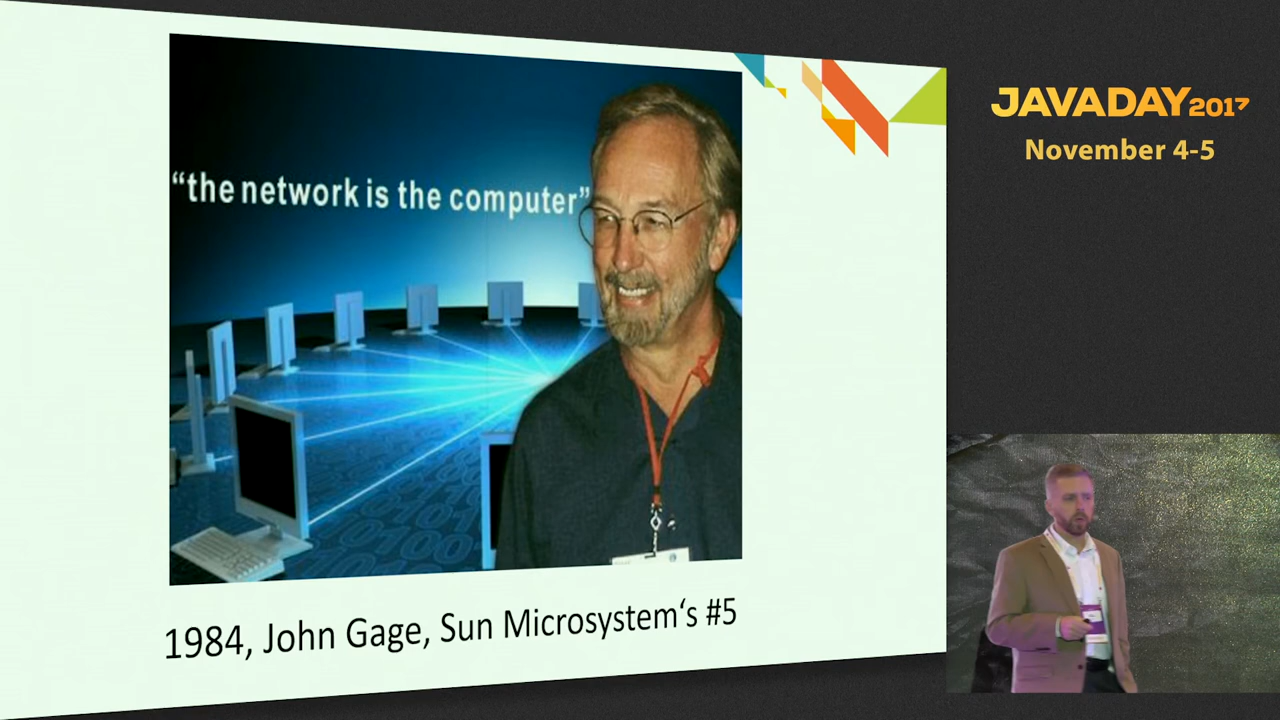 JAVADAY2017
November 4-5
“the network is the computer”
1984, John Gage, Sun Microsystem‘s #5